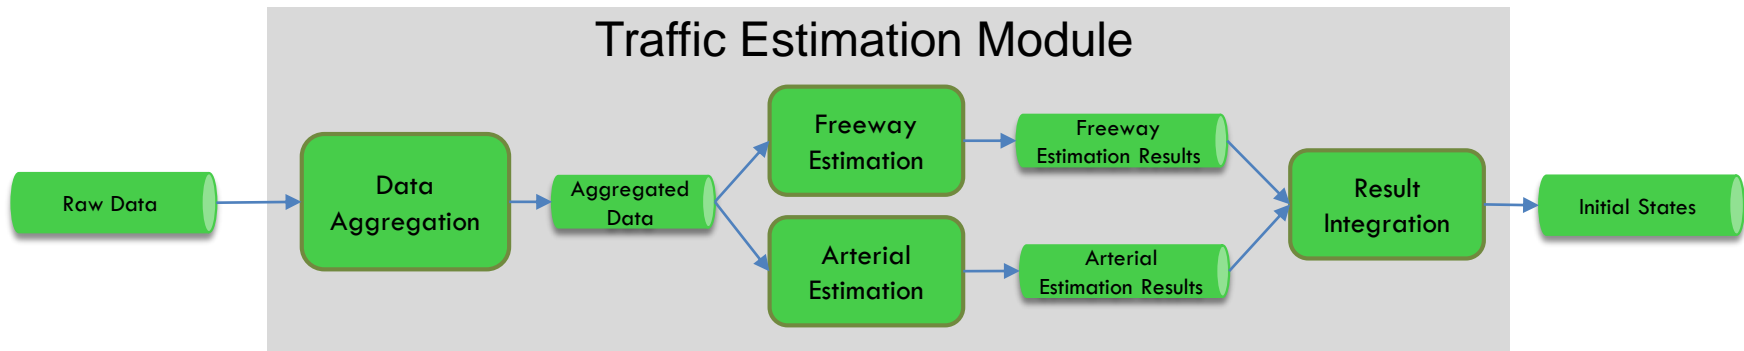 Traffic Estimation Module
Raw Data
Data
Aggregation
Aggregated
Data
Freeway
Estimation
Arterial
Estimation
Freeway
Estimation Results
Arterial
Estimation Results
Result
Integration
Initial States